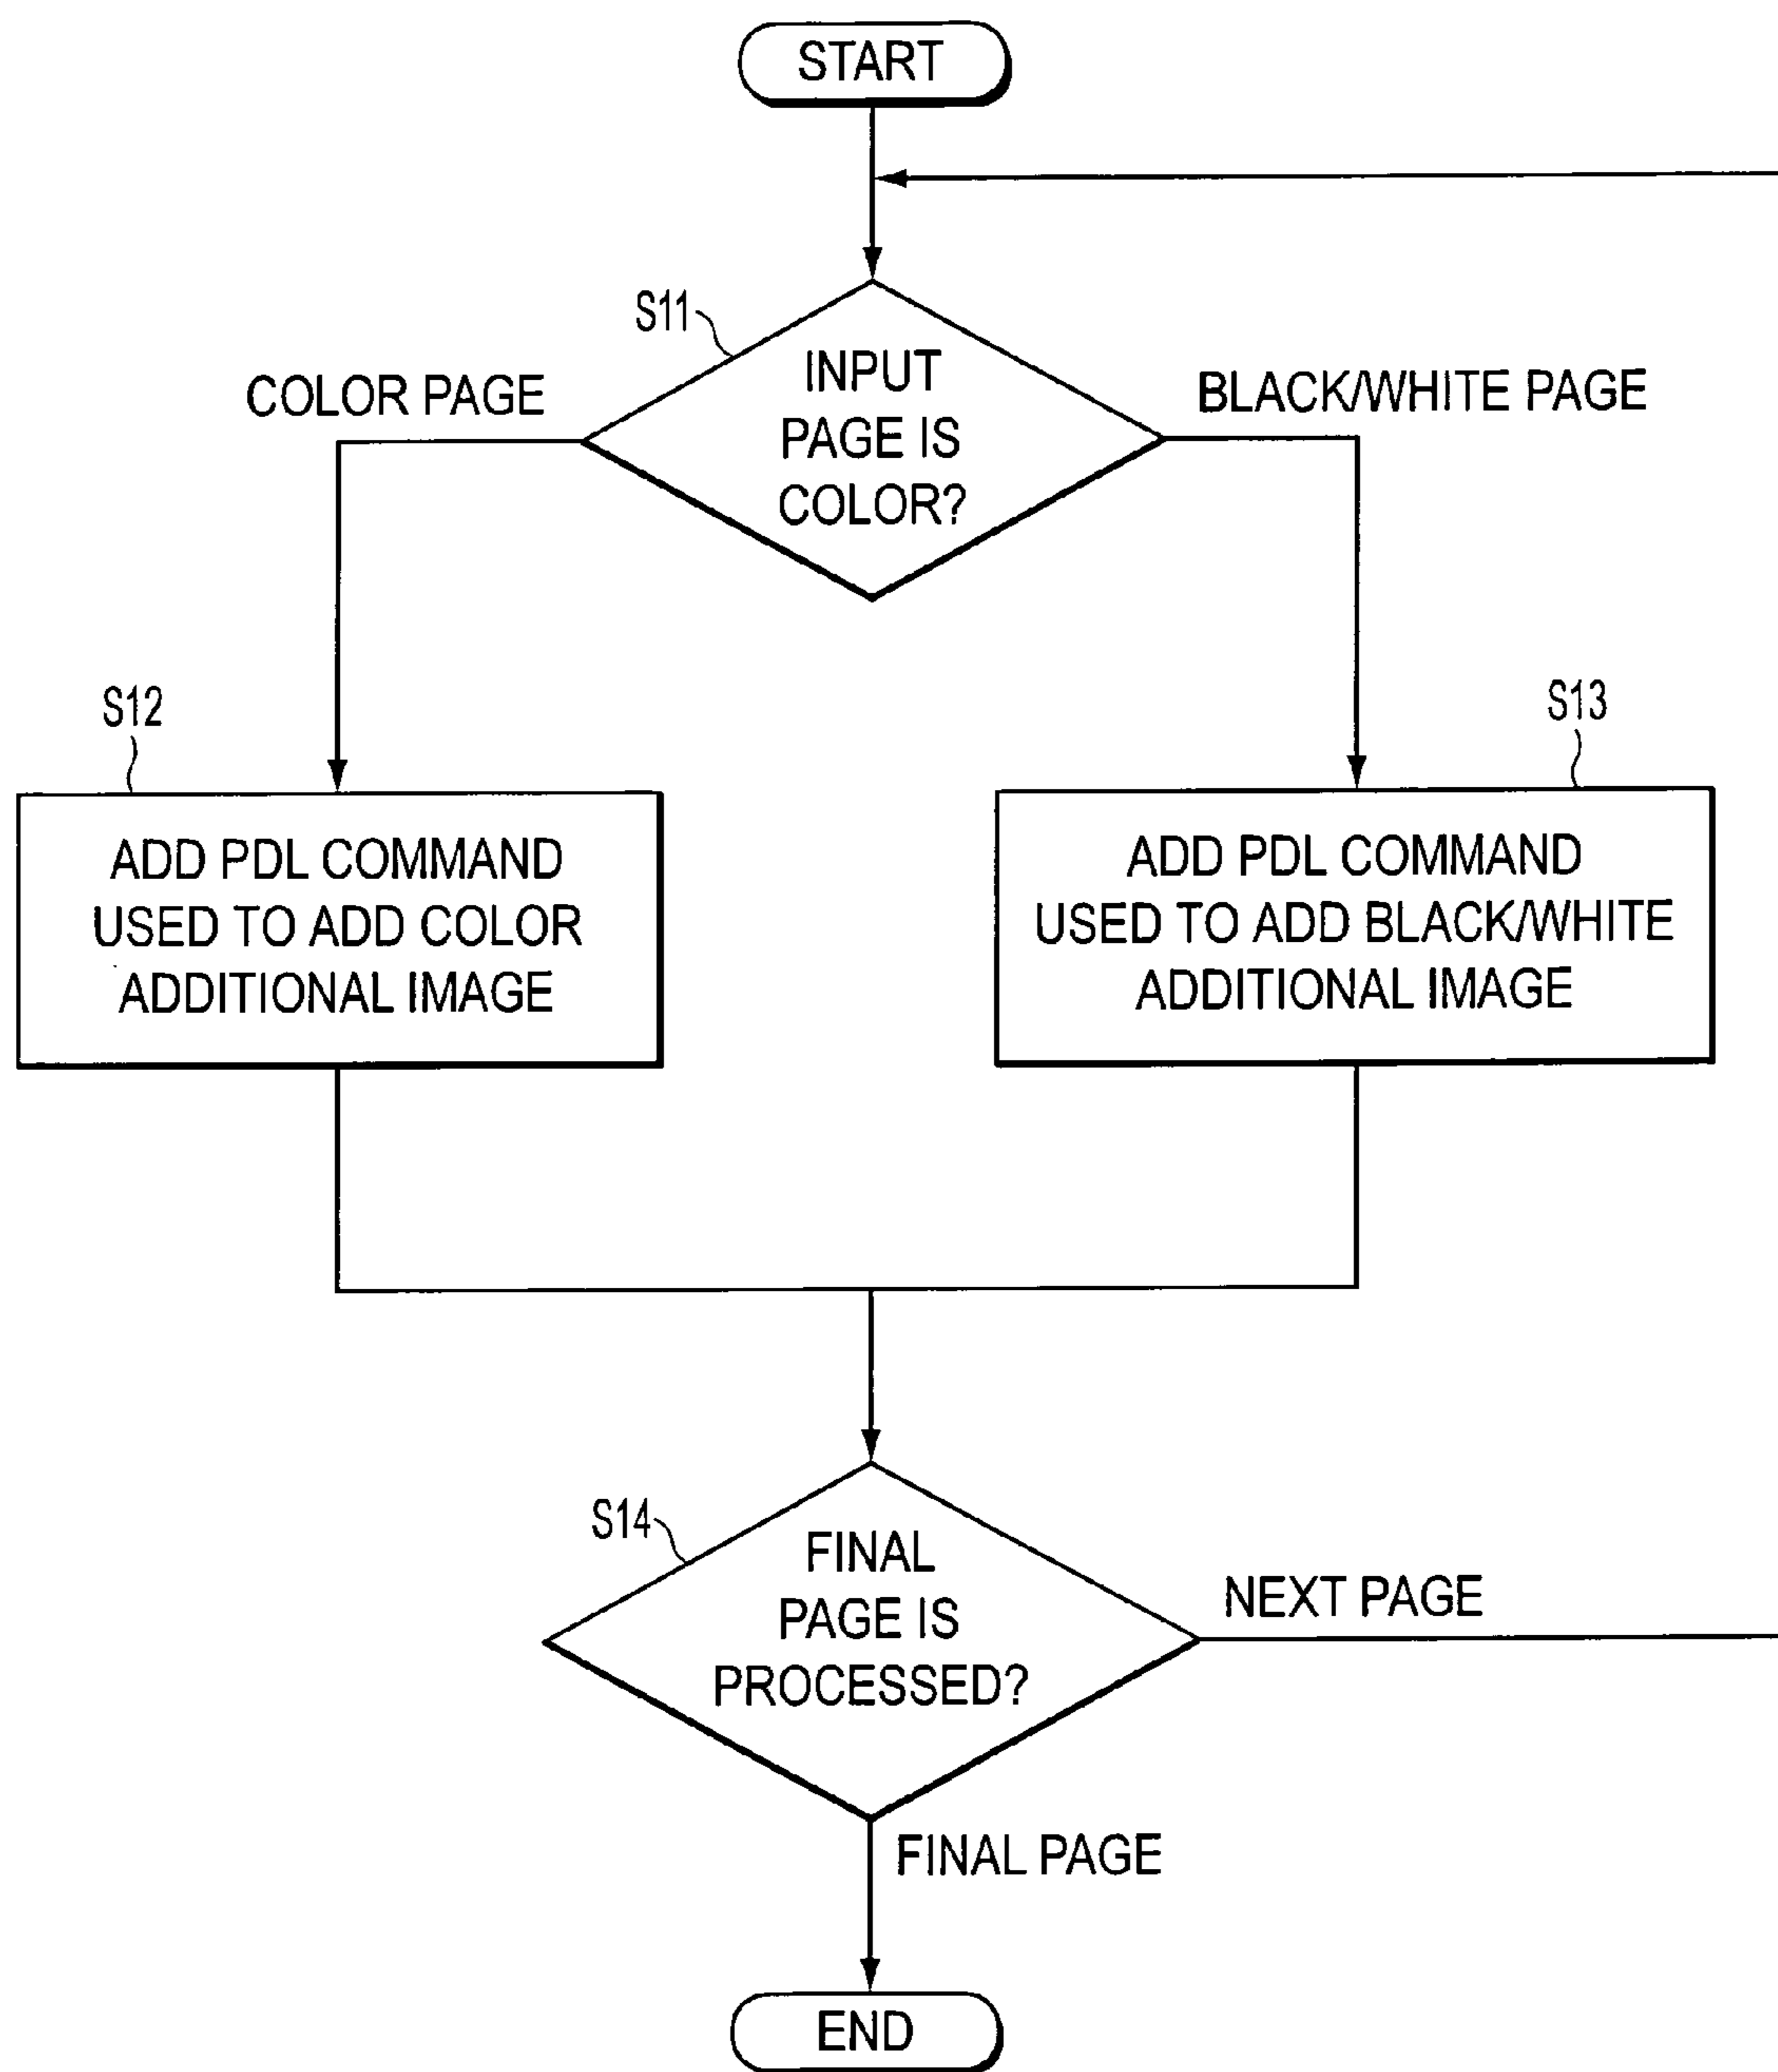 START
S11
INPUT
PAGE IS
COLOR?
COLOR PAGE
BLACK/WHITE PAGE
S12
ADD PDL COMMAND
USED TO ADD COLOR
ADDITIONAL IMAGE
S13
ADD PDL COMMAND
USED TO ADD BLACK/WHITE
ADDITIONAL IMAGE
S14
FINAL
PAGE IS
PROCESSED?
NEXT PAGE
FINAL PAGE
END